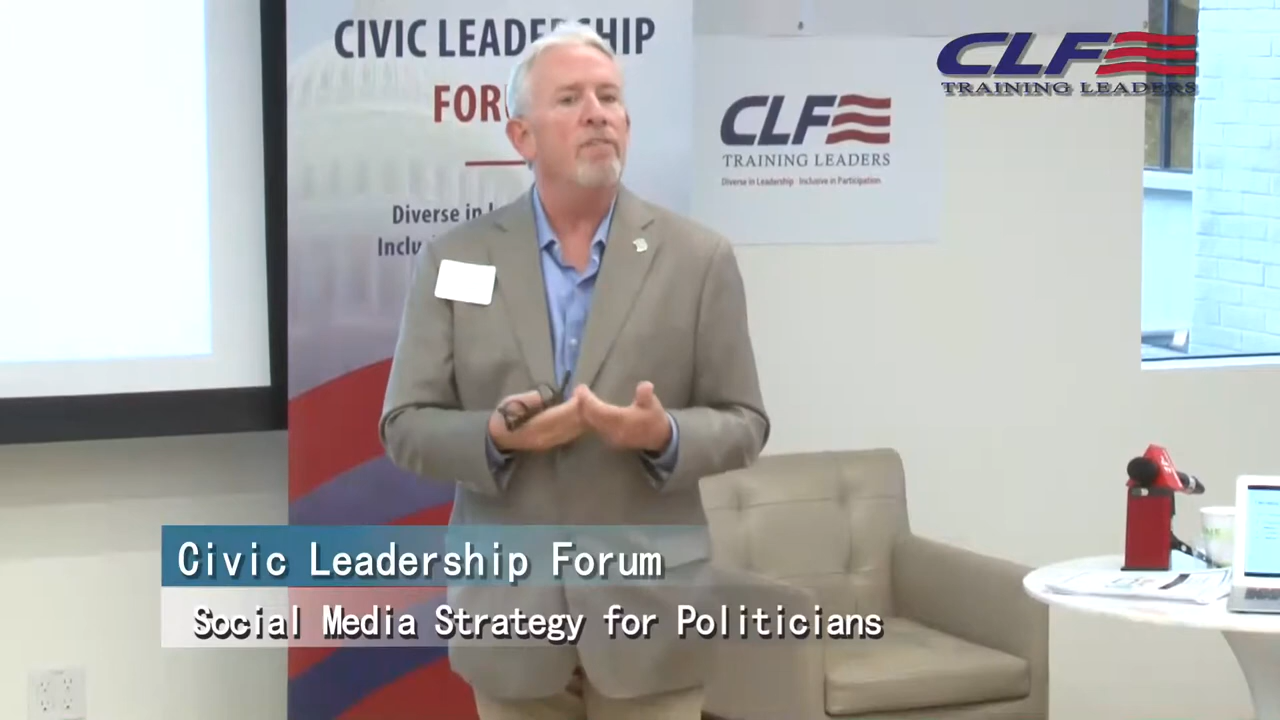 CIVIC LEADERSHIP
FORU
Diverse in
Inclu
CLF
TRAINING LEADERS
Diverse in Leadership · Inclusive in Participation
CLF
TRAINING LEADERS
Civic Leadership Forum
Social Media Strategy for Politicians